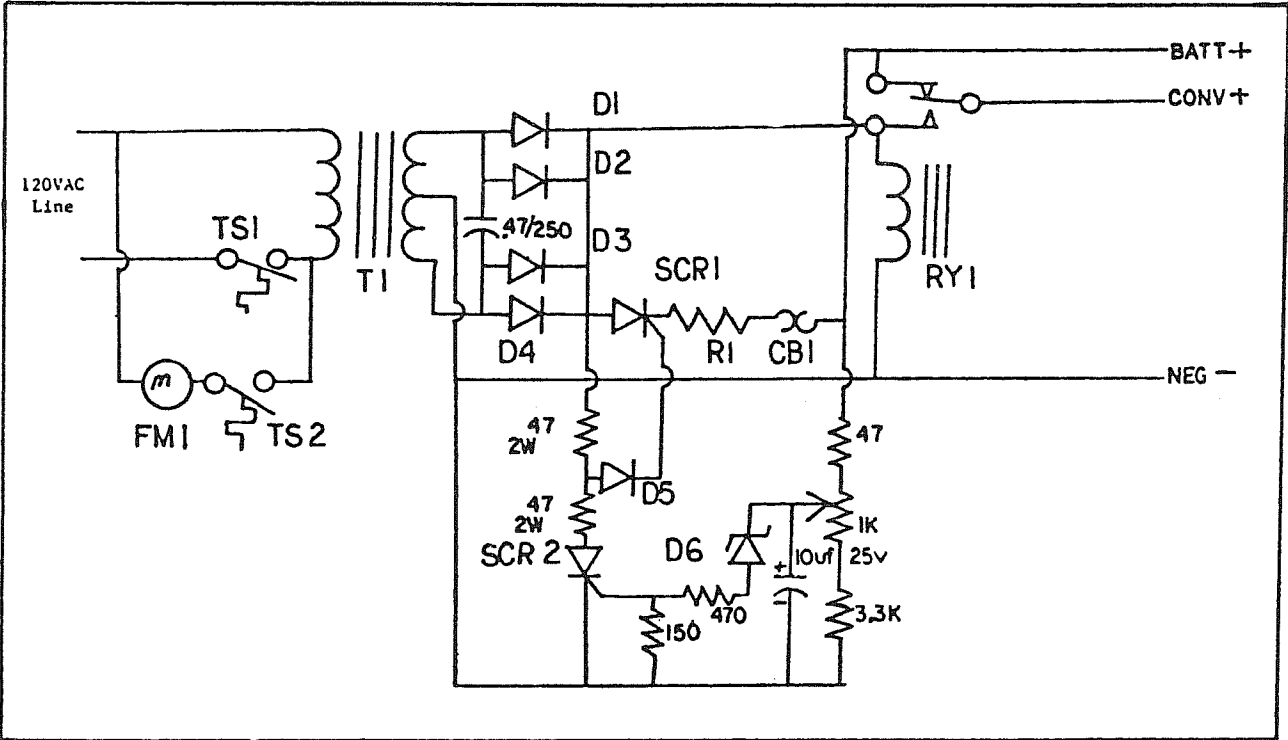 BATT+
CONV+
D1
D2
120VAC
Line
.47/250
TS1
D3
SCR1
T1
RY1
R1
CB1
D4
NEG -
m
FM1
TS2
47
2W
47
D5
47
2W
1K
SCR 2
D6
+
10uf
25v
-
470
3.3K
150